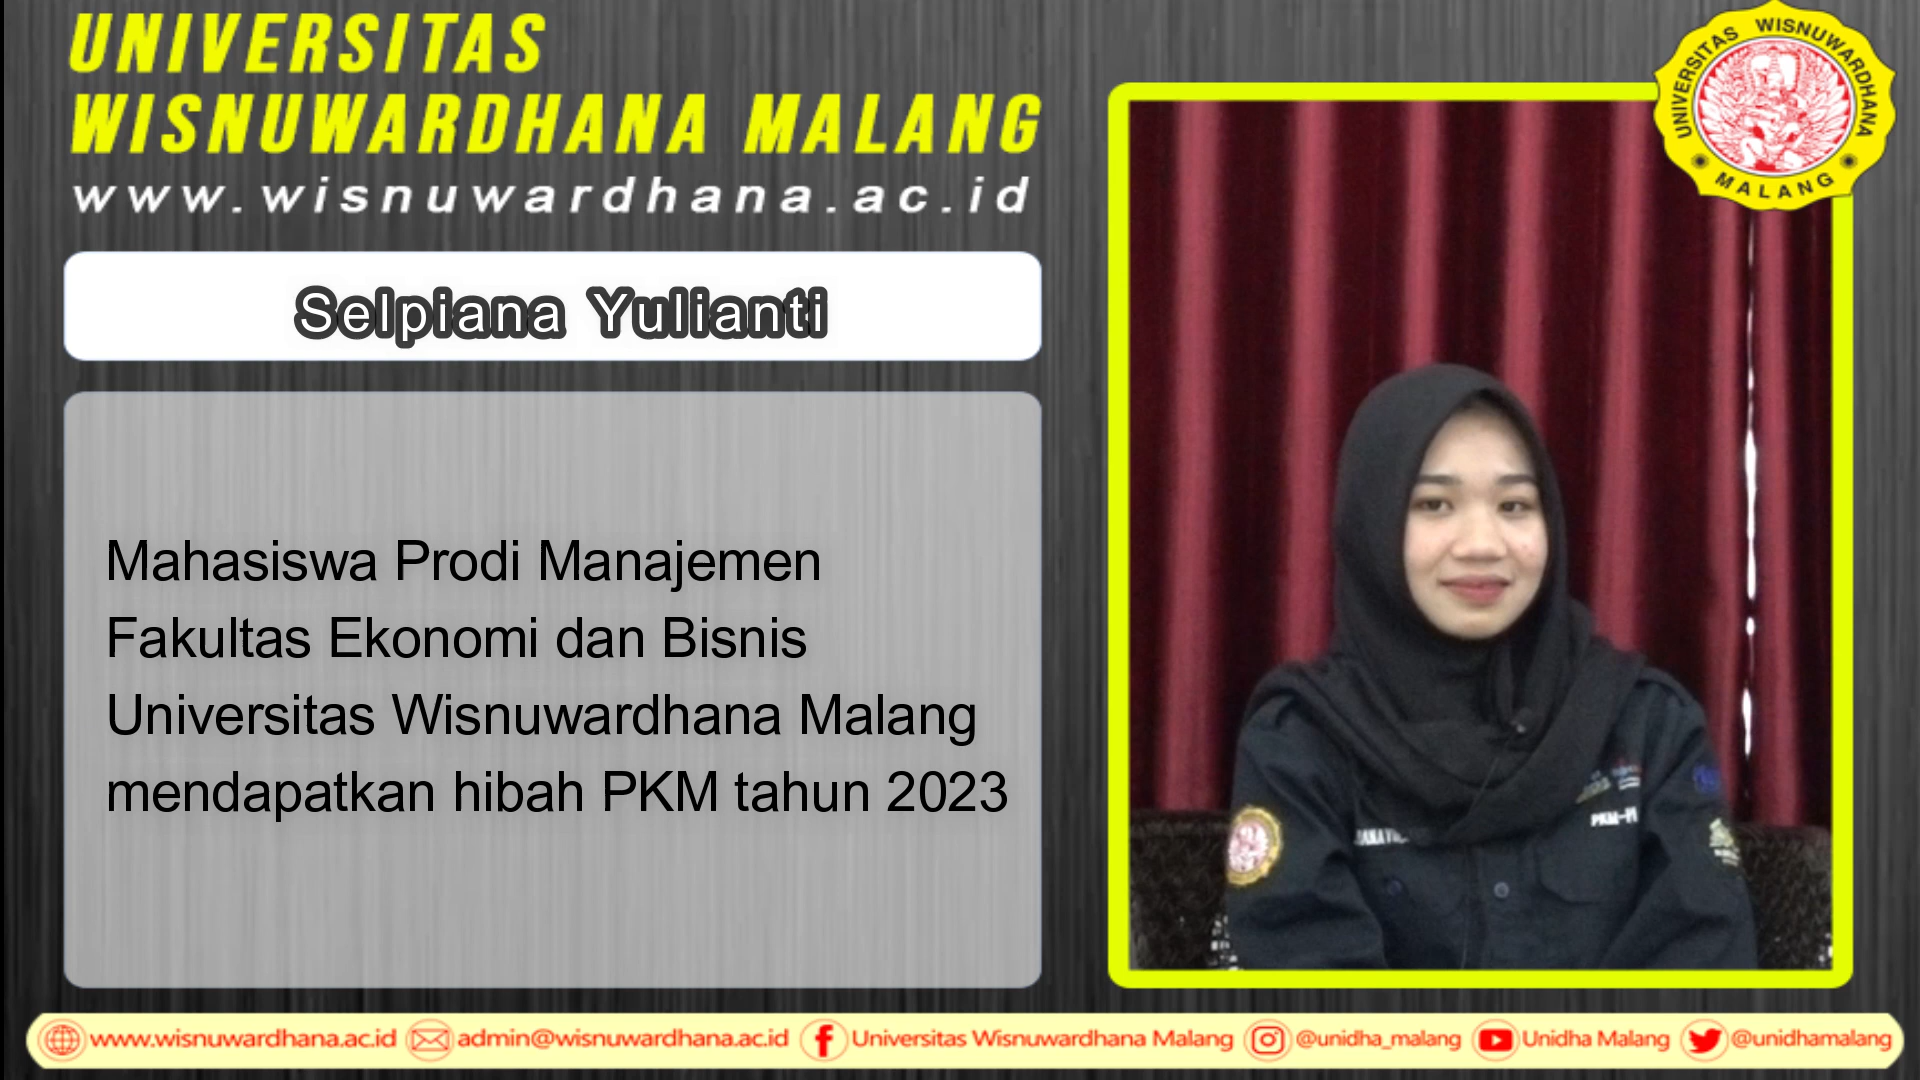 UNIVERSITAS
WISNUWARDHANA MALANG
www.wisnuwardhana.ac.id
UNIVERSITAS WISNUWARDHANA
MALANG
Selpiana Yulianti
Mahasiswa Prodi Manajemen
Fakultas Ekonomi dan Bisnis
Universitas Wisnuwardhana Malang
mendapatkan hibah PKM tahun 2023
www.wisnuwardhana.ac.id admin@wisnuwardhana.ac.id Universitas Wisnuwardhana Malang @unidha_malang Unidha Malang @unidhamalang